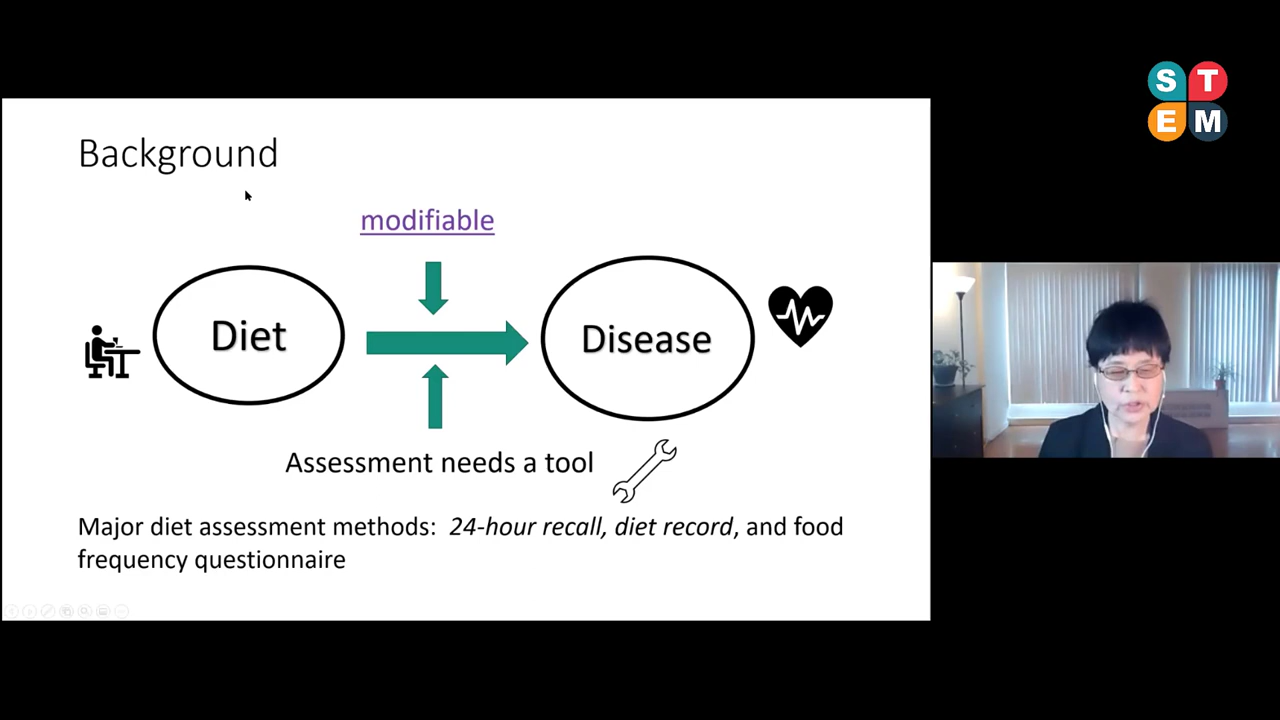 S T
E M
Background
modifiable
Diet
Disease
Assessment needs a tool
Major diet assessment methods: 24-hour recall, diet record, and food
frequency questionnaire